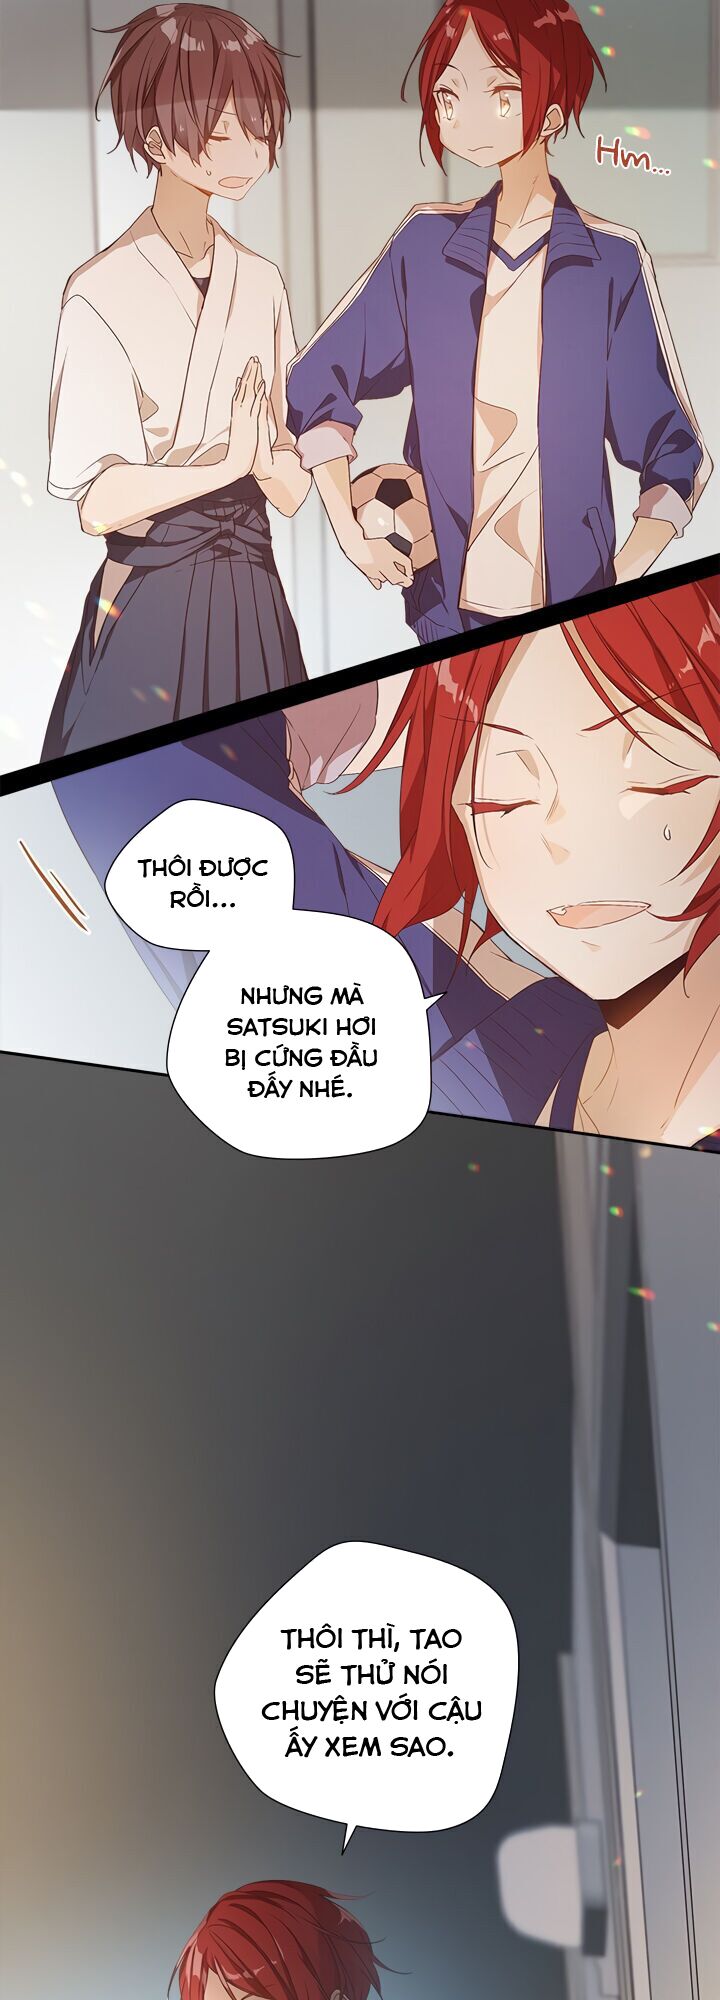 Hm...
THÔI ĐƯỢC
RỒI...
NHƯNG MÀ
SATSUKI HƠI
BỊ CỨNG ĐẦU
ĐẤY NHÉ.
THÔI THÌ, TAO
SẼ THỬ NÓI
CHUYỆN VỚI CẬU
ẤY XEM SAO.